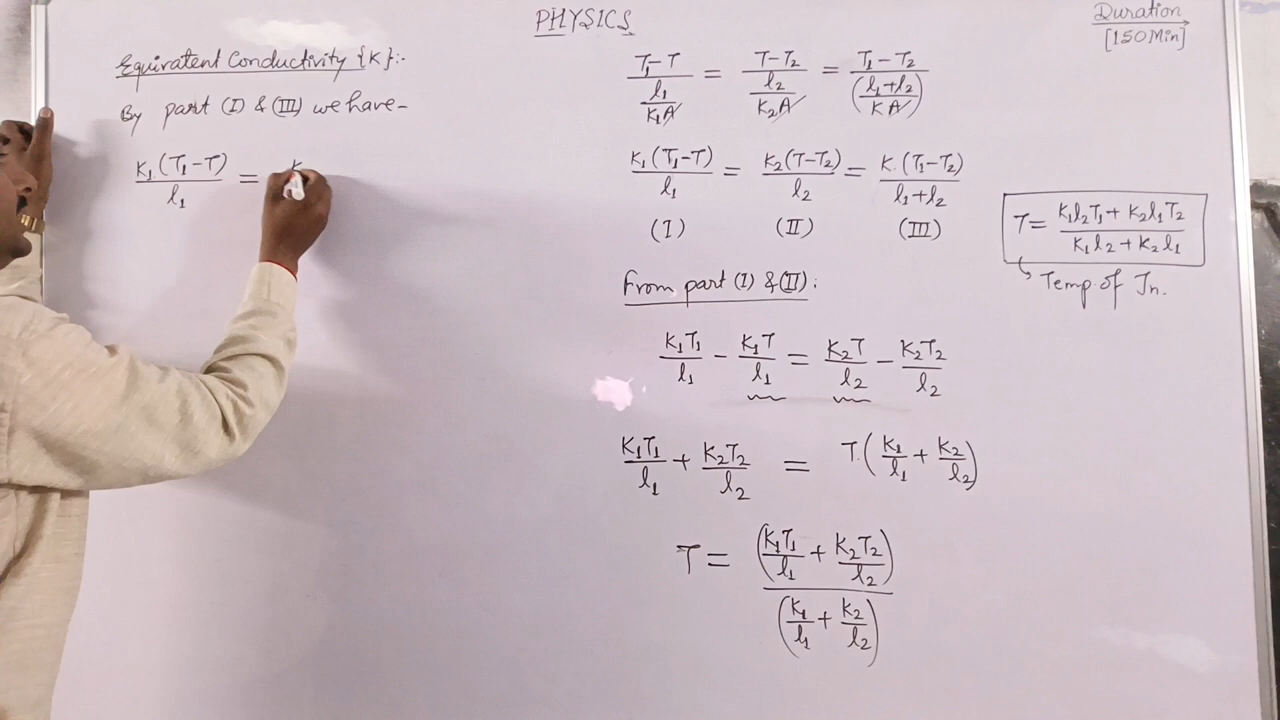 PHYSICS
Duration
[150 Min]
Equivatent Conductivity {K}:-
By part (I) & (III) we have-
K₁.(T₁-T)/l₁ = K
(T₁-T)/(l₁/K₁A) = (T-T₂)/(l₂/K₂A) = (T₁-T₂)/((l₁+l₂)/KA)
K₁(T₁-T)/l₁ = K₂(T-T₂)/l₂ = K.(T₁-T₂)/(l₁+l₂)
(I) (II) (III)
From part (I) & (II):
K₁T₁/l₁ - K₁T/l₁ = K₂T/l₂ - K₂T₂/l₂
K₁T₁/l₁ + K₂T₂/l₂ = T.(K₁/l₁ + K₂/l₂)
T = (K₁T₁/l₁ + K₂T₂/l₂)/(K₁/l₁ + K₂/l₂)
T = (K₁l₂T₁ + K₂l₁T₂)/(K₁l₂ + K₂l₁)
Temp. of Jn.